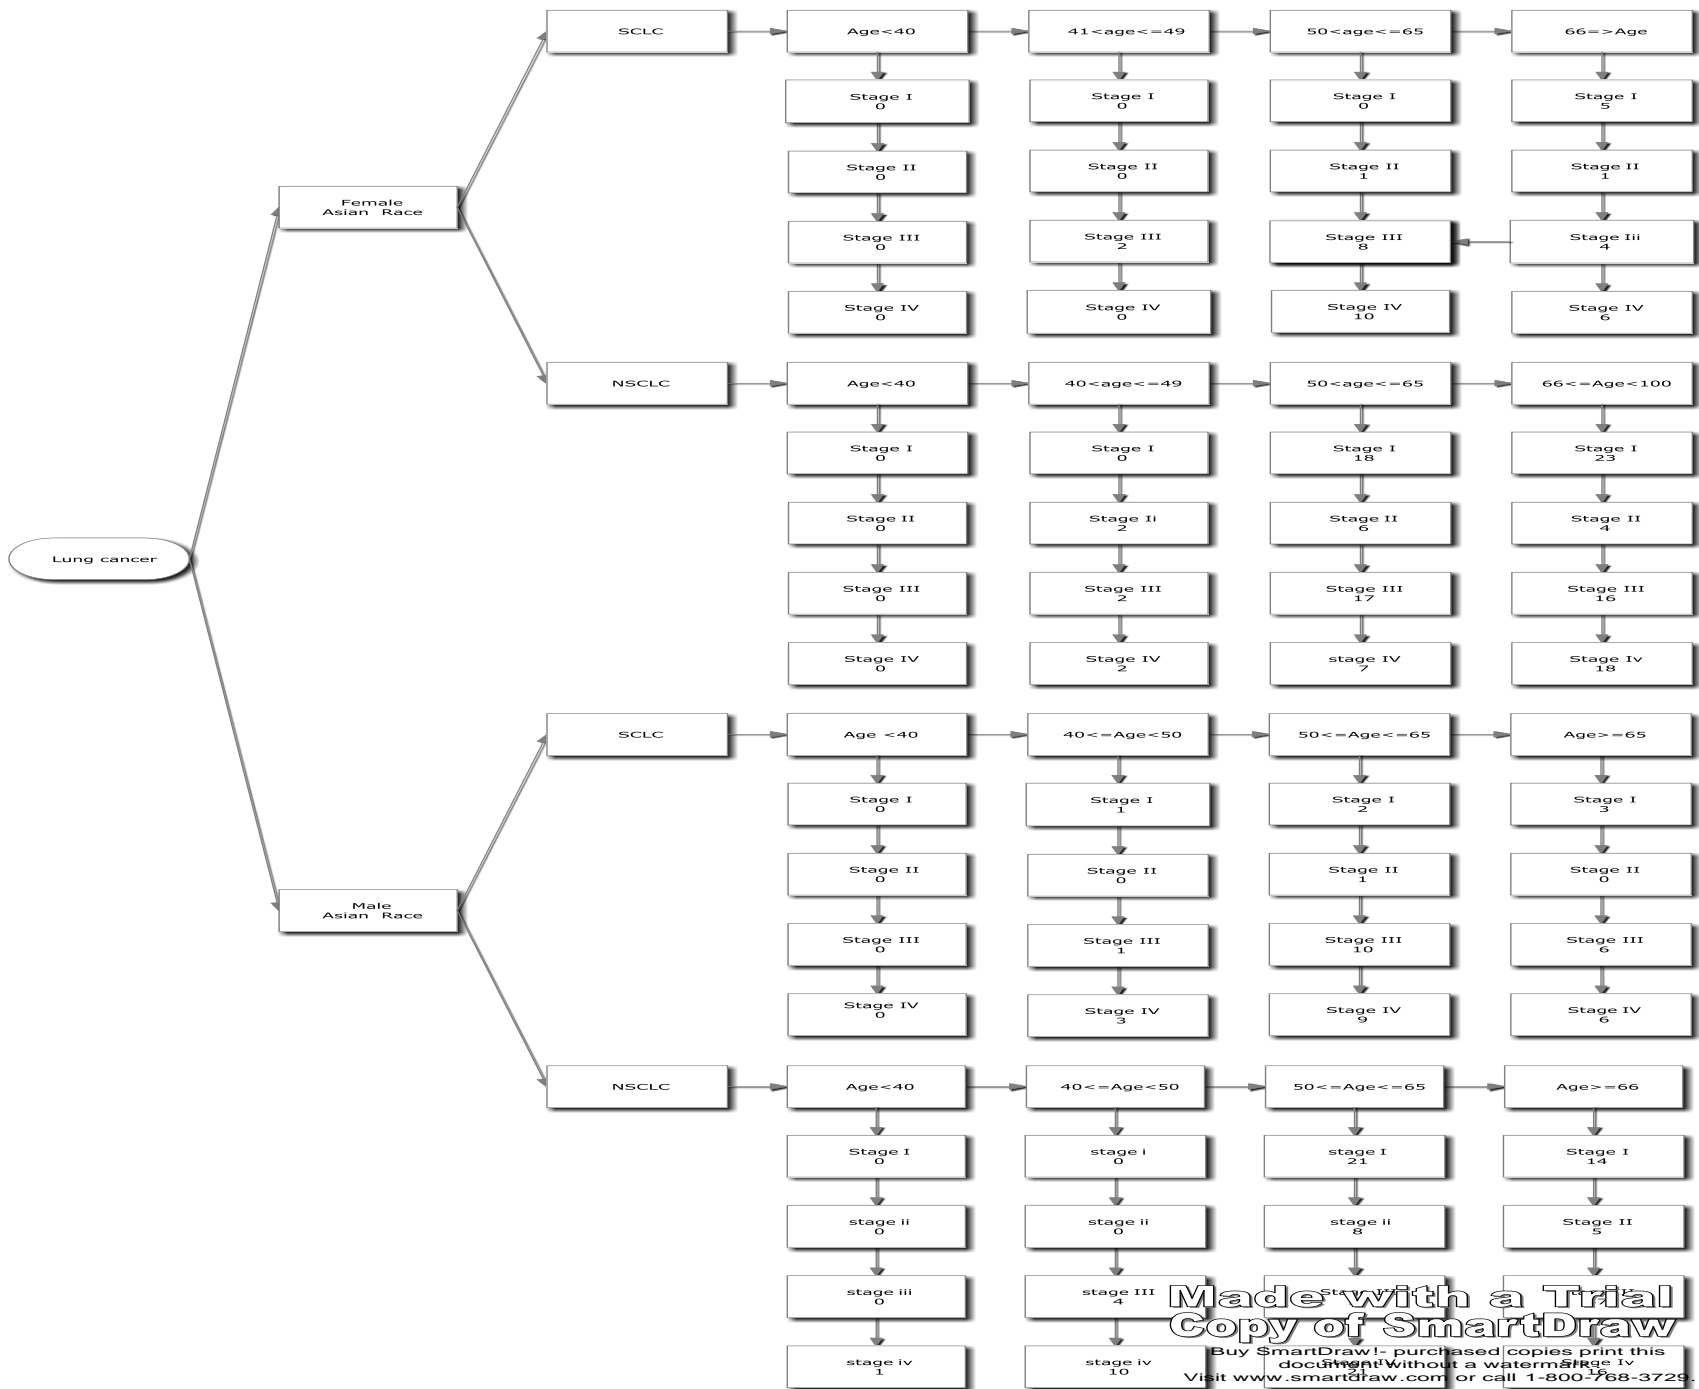 SCLC
Age<40
41<age<=49
50<age<=65
66=>Age
Stage I
0
Stage I
0
Stage I
0
Stage I
5
Stage II
0
Stage II
0
Stage II
1
Stage II
1
Female
Asian Race
Stage III
0
Stage III
2
Stage III
8
Stage Iii
4
Stage IV
0
Stage IV
0
Stage IV
10
Stage IV
6
NSCLC
Age<40
40<age<=49
50<age<=65
66<=Age<100
Stage I
0
Stage I
0
Stage I
18
Stage I
23
Stage II
0
Stage Ii
2
Stage II
6
Stage II
4
Lung cancer
Stage III
0
Stage III
2
Stage III
17
Stage III
16
Stage IV
0
Stage IV
2
stage IV
7
Stage Iv
18
SCLC
Age <40
40<=Age<50
50<=Age<=65
Age>=65
Stage I
0
Stage I
1
Stage I
2
Stage I
3
Stage II
0
Stage II
0
Stage II
1
Stage II
0
Male
Asian Race
Stage III
0
Stage III
1
Stage III
10
Stage III
6
Stage IV
0
Stage IV
3
Stage IV
9
Stage IV
6
NSCLC
Age<40
40<=Age<50
50<=Age<=65
Age>=66
Stage I
0
stage i
0
stage I
21
Stage I
14
stage ii
0
stage ii
0
stage ii
8
Stage II
5
stage iii
0
stage III
4
Made with a Trial
Copy of SmartDraw
stage iv
1
stage iv
10
Stage IV
21
Stage Iv
16
Buy SmartDraw!- purchased copies print this
document without a watermark .
Visit www.smartdraw.com or call 1-800-768-3729.